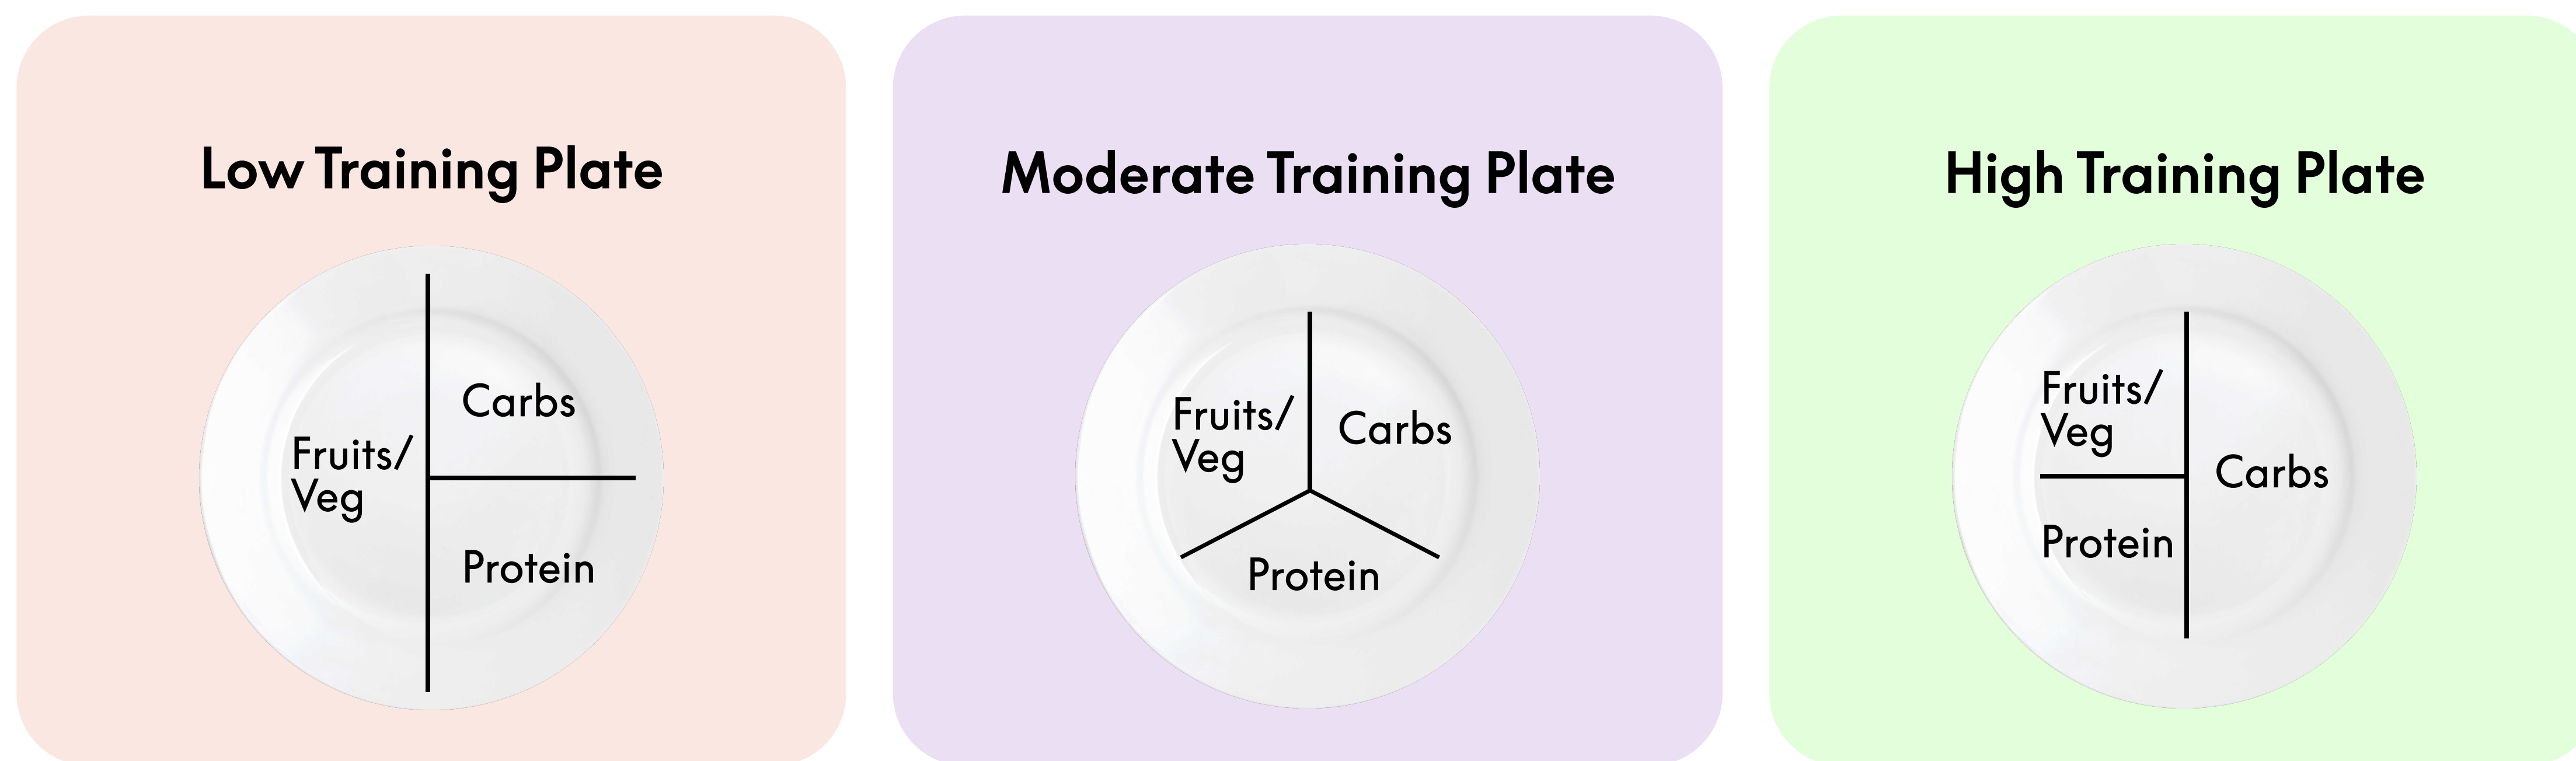 Low Training Plate
Fruits/
Veg
Carbs
Protein
Moderate Training Plate
Fruits/
Veg
Carbs
Protein
High Training Plate
Fruits/
Veg
Protein
Carbs